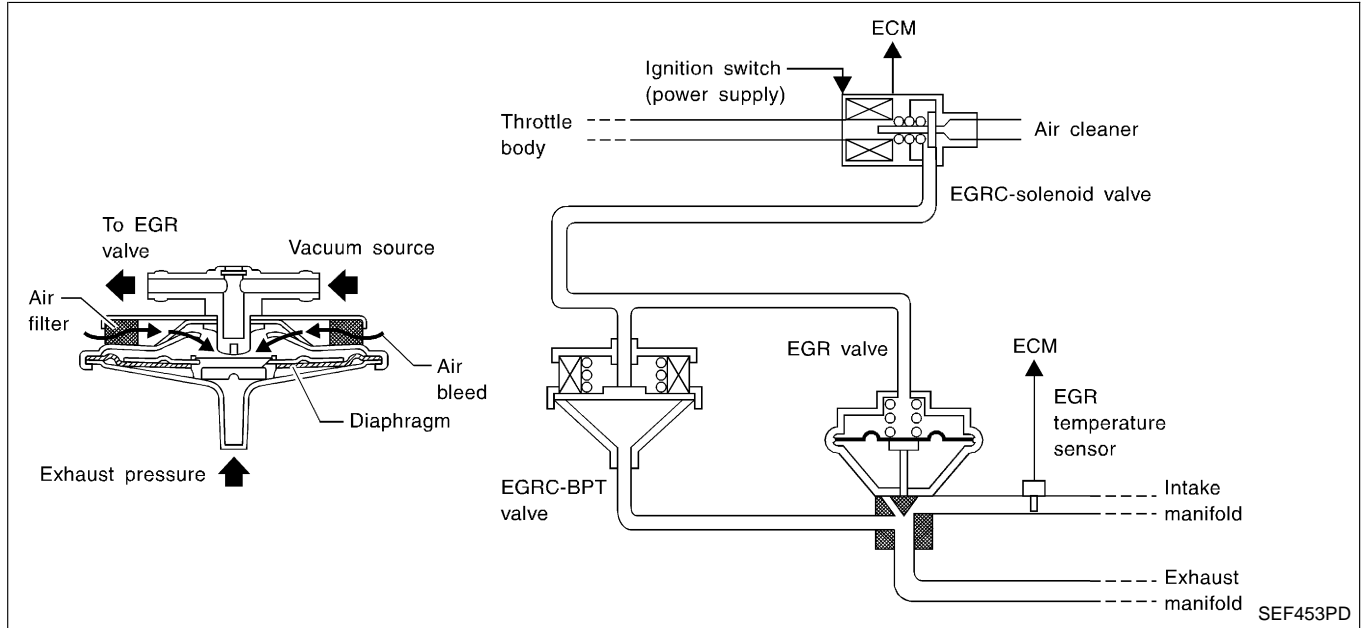 ECM
Ignition switch
(power supply)
Throttle
body
Air cleaner
EGRC-solenoid valve
To EGR
valve
Vacuum source
Air
filter
Air
bleed
Diaphragm
Exhaust pressure
EGR valve
ECM
EGR
temperature
sensor
EGRC-BPT
valve
Intake
manifold
Exhaust
manifold
SEF453PD